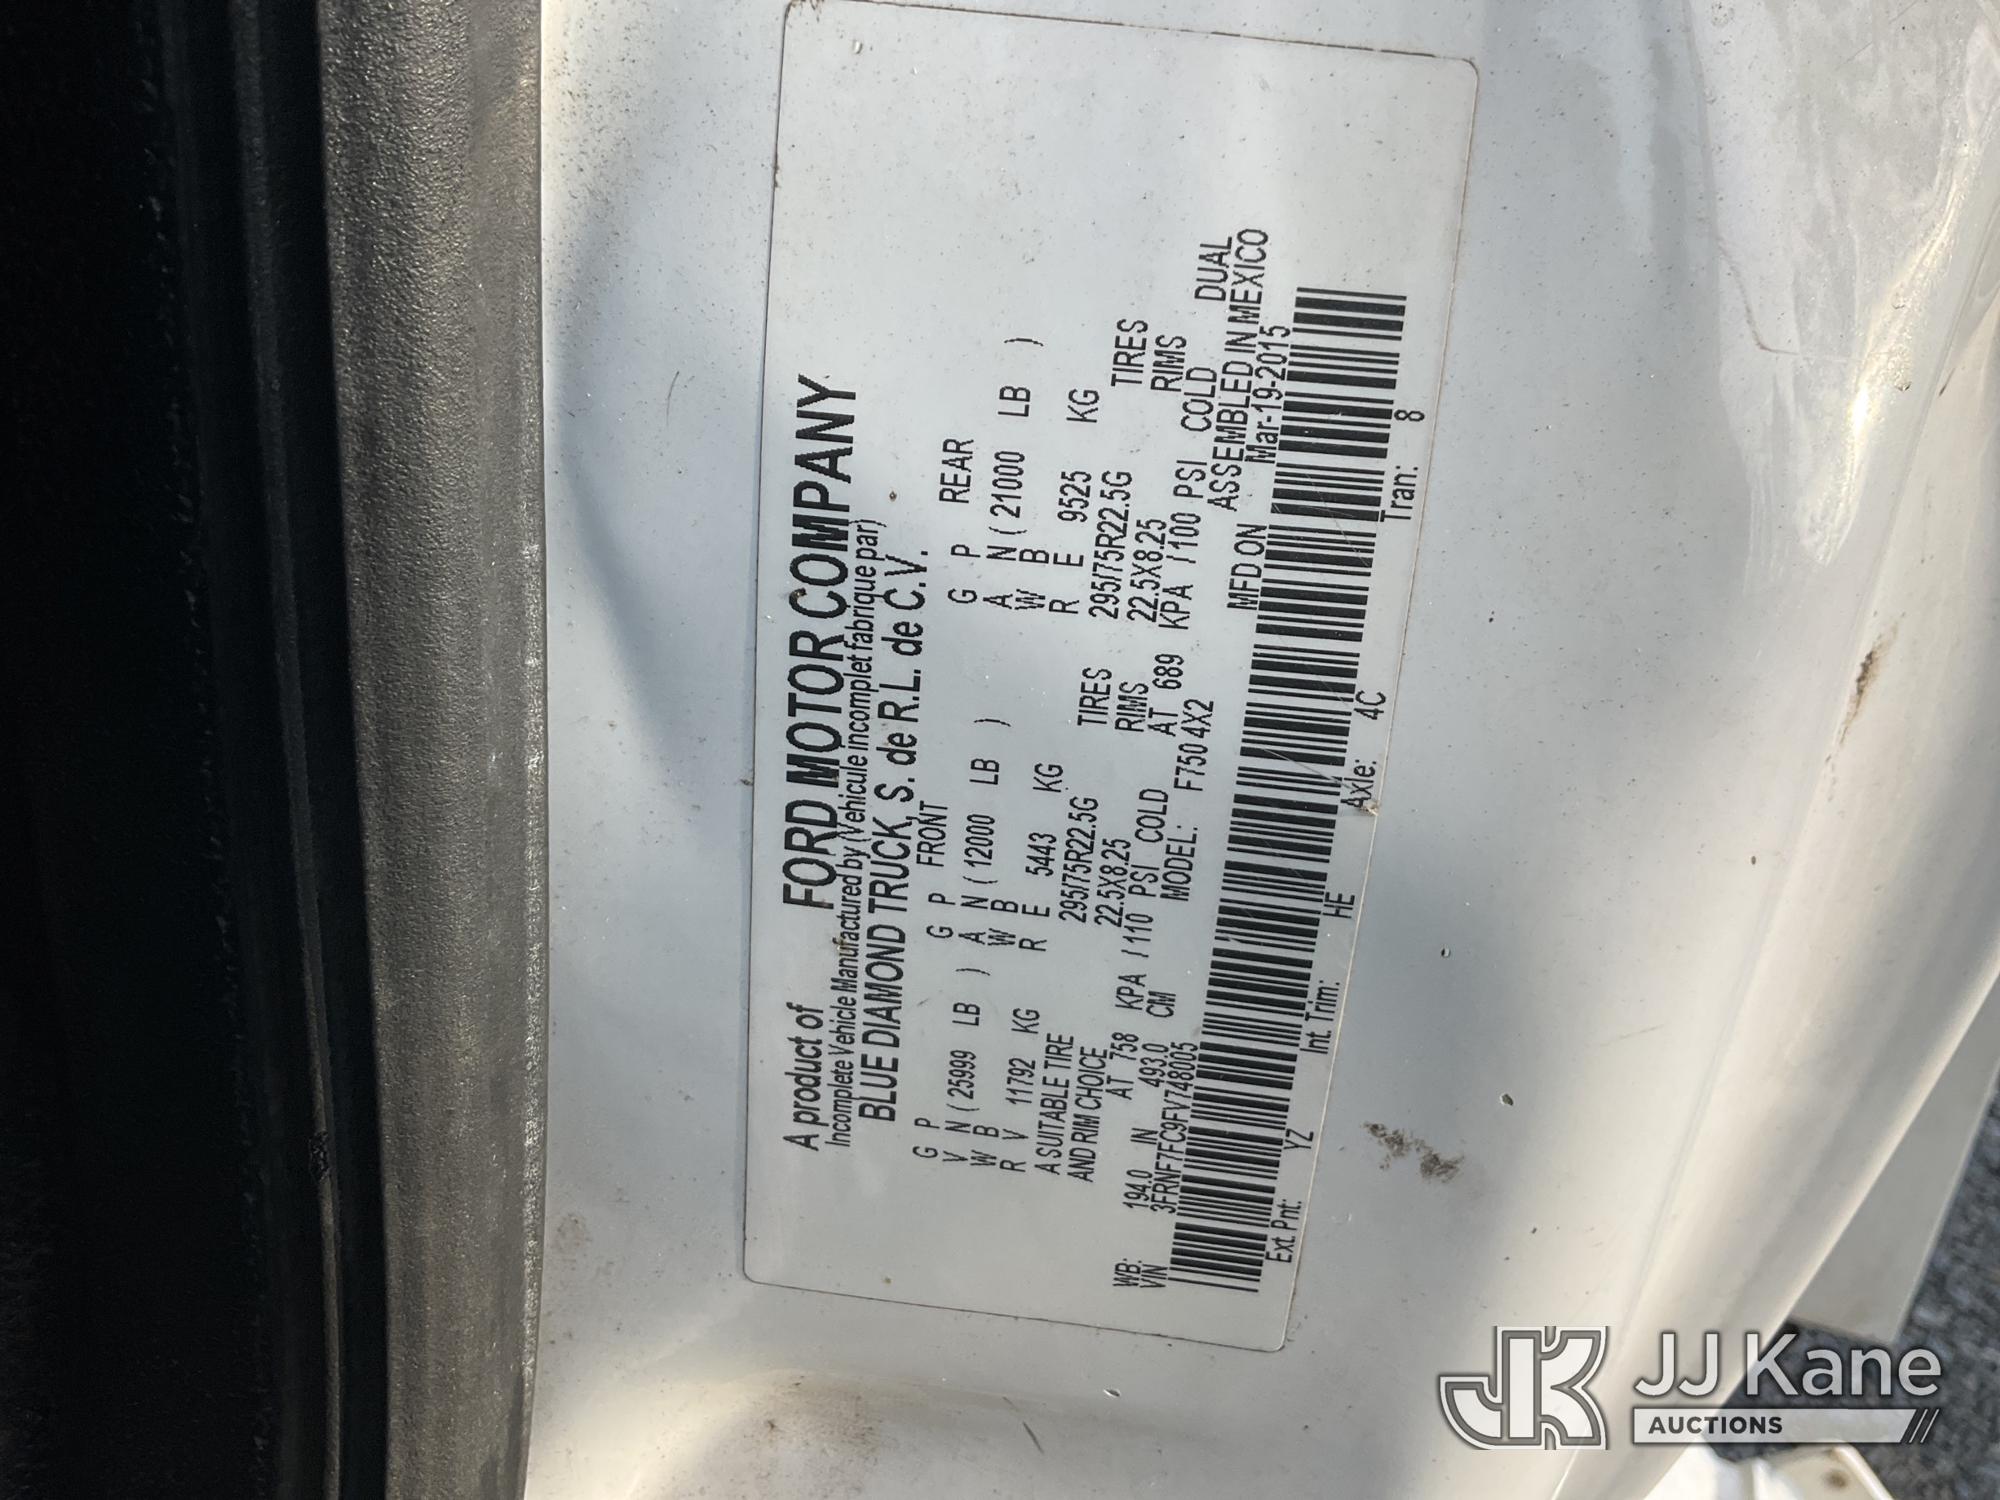 A product of FORD MOTOR COMPANY
Incomplete Vehicle Manufactured by (Vehicule incomplet fabrique par)
BLUE DIAMOND TRUCK, S. de R.L. de C.V.
G P G P FRONT G P REAR
V N ( 25999 LB ) A N ( 12000 LB ) A N ( 21000 LB )
W B W B W B
R V 11792 KG R E 5443 KG R E 9525 KG
A SUITABLE TIRE 295/75R22.5G TIRES 295/75R22.5G TIRES
AND RIM CHOICE 22.5X8.25 RIMS 22.5X8.25 RIMS
AT 758 KPA / 110 PSI COLD AT 689 KPA / 100 PSI COLD DUAL
WB: 194.0 IN 493.0 CM MODEL: F750 4X2 ASSEMBLED IN MEXICO
VIN 3FRNF7FC9FV748005 MFD ON Mar-19-2015
Ext. Pnt: YZ Int. Trim: HE Axle: 4C Tran: 8
JK JJ Kane
AUCTIONS